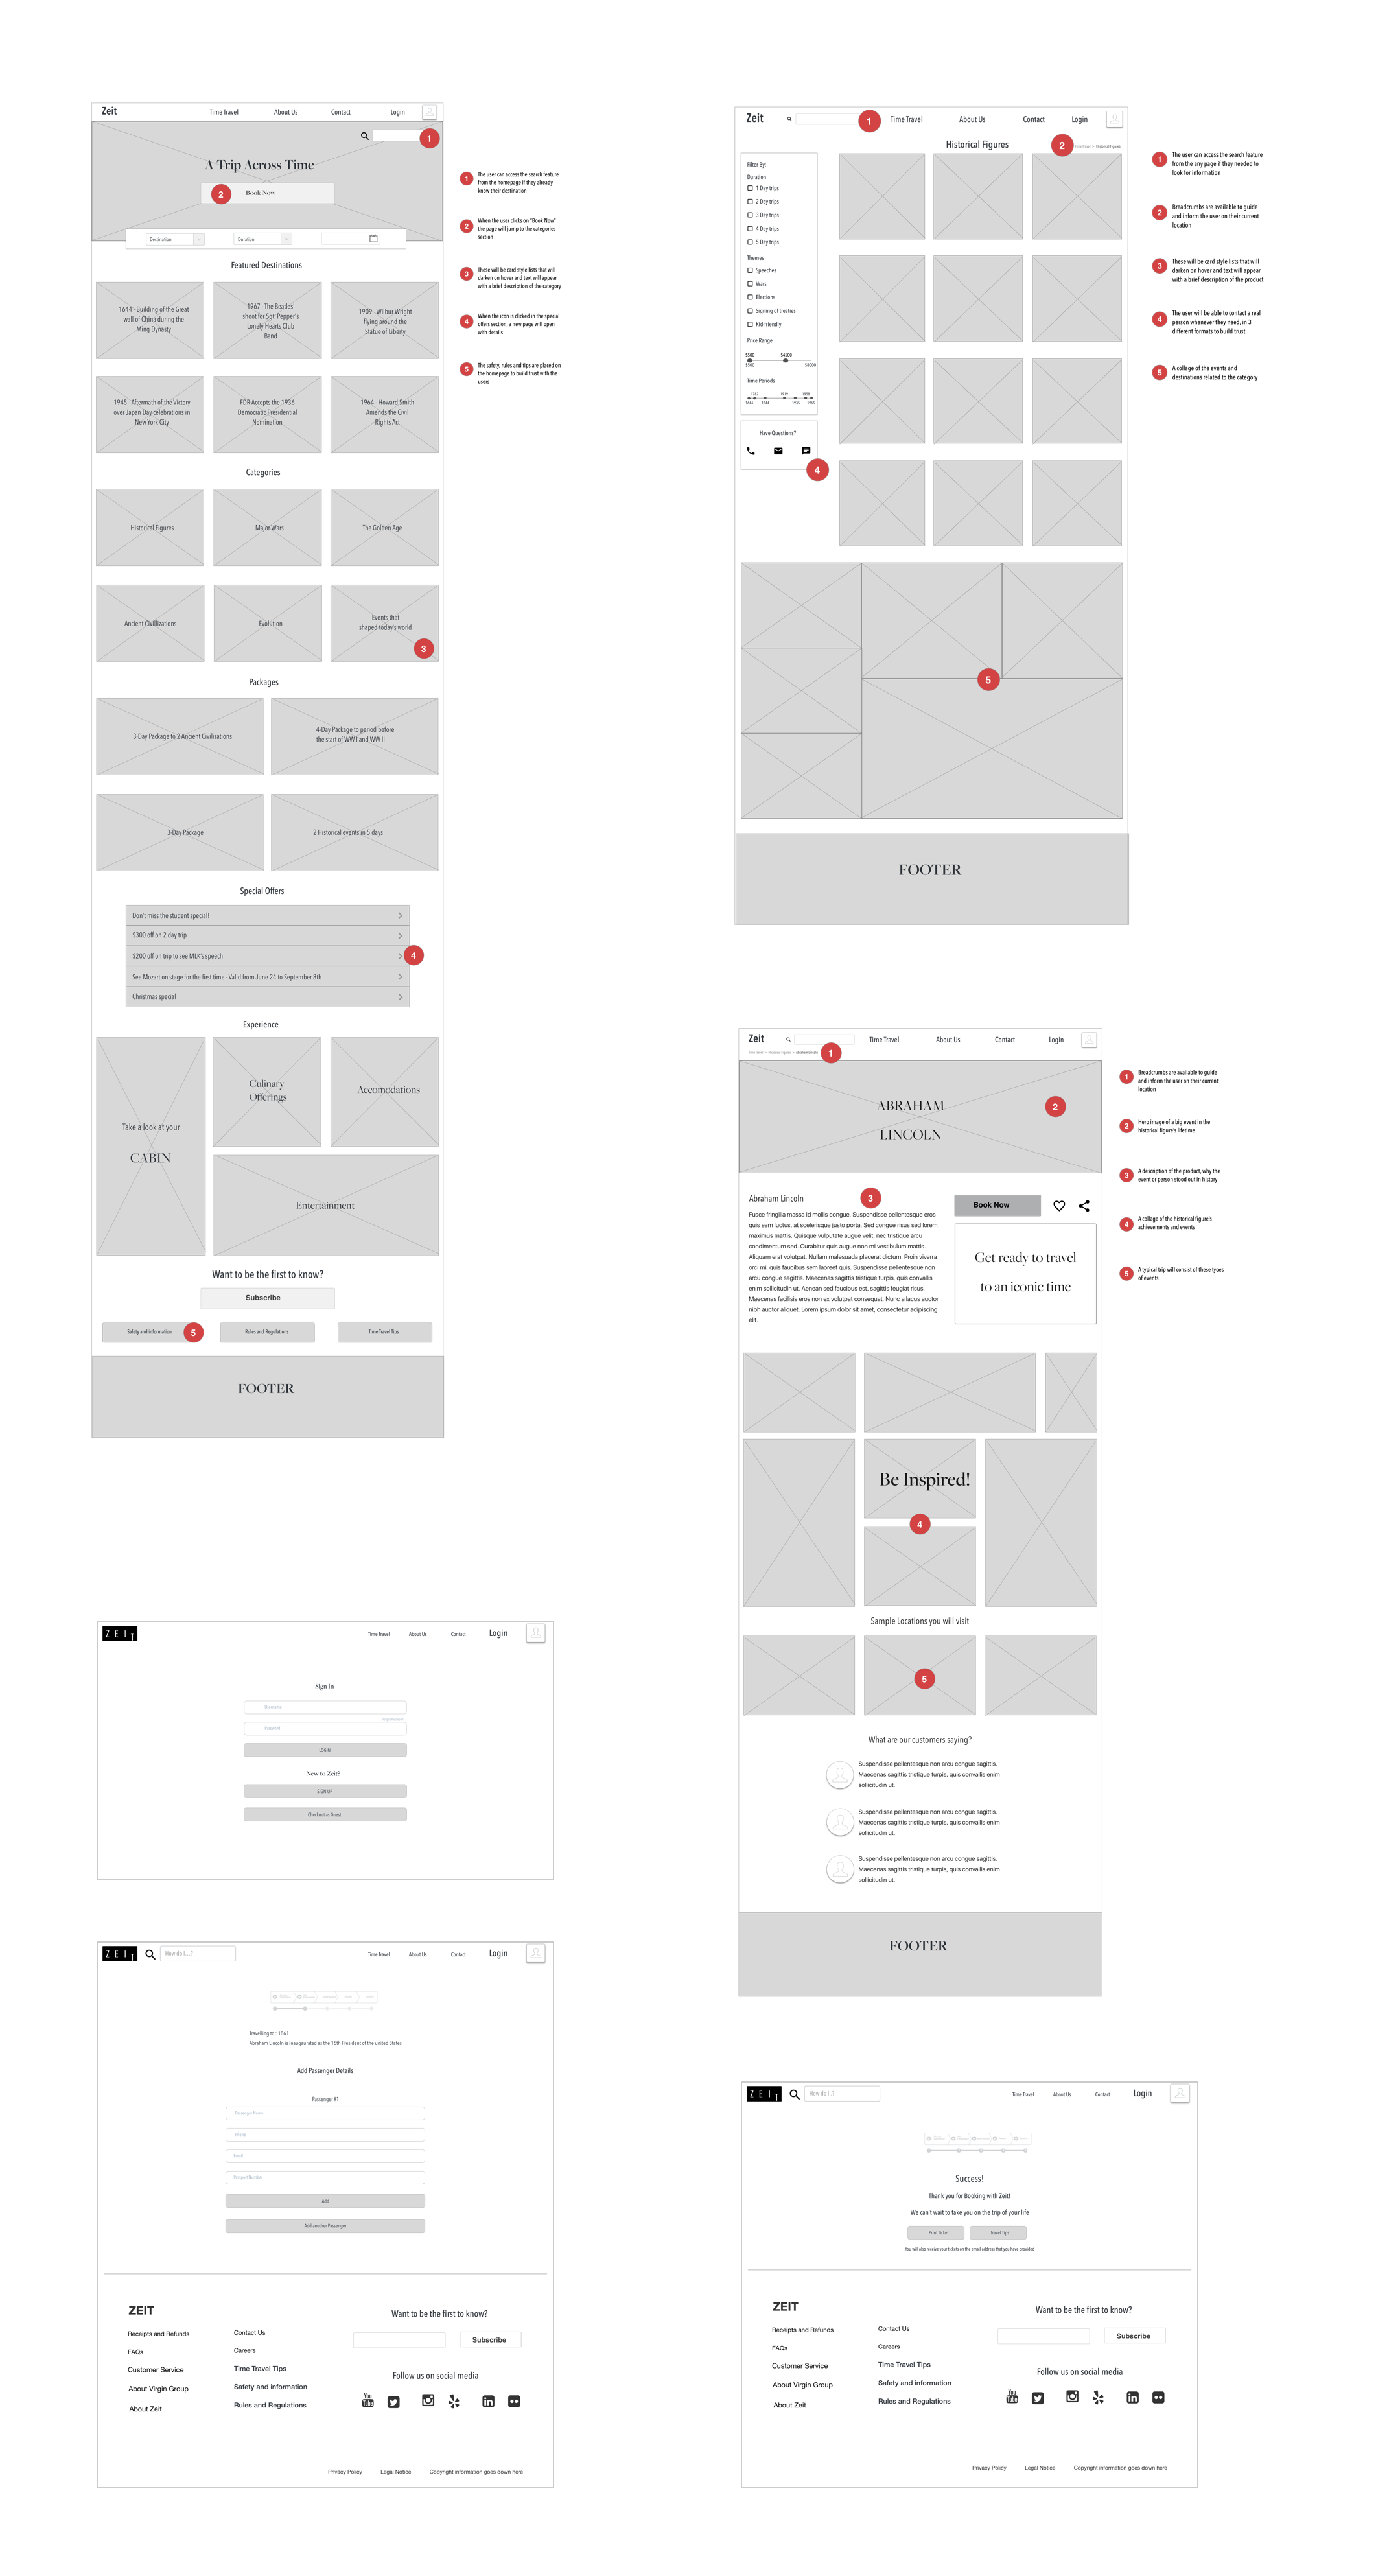 Zeit
Time Travel
About Us
Contact
Login
1
A Trip Across Time
2
Book Now
Destination
Duration
Featured Destinations
1644 - Building of the Great
wall of China during the
Ming Dynasty
1967 - The Beatles'
shoot for Sgt. Pepper's
Lonely Hearts Club
Band
1909 - Wilbur Wright
flying around the
Statue of Liberty
1945 - Aftermath of the Victory
over Japan Day celebrations in
New York City
FDR Accepts the 1936
Democratic Presidential
Nomination
1964 - Howard Smith
Amends the Civil
Rights Act
Categories
Historical Figures
Major Wars
The Golden Age
Ancient Civillizations
Evolution
Events that
shaped today's world
3
Packages
3-Day Package to 2 Ancient Civilizations
4-Day Package to period before
the start of WW I and WW II
3-Day Package
2 Historical events in 5 days
Special Offers
Don't miss the student special!
$300 off on 2 day trip
$200 off on trip to see MLK's speech
4
See Mozart on stage for the first time - Valid from June 24 to September 8th
Christmas special
Experience
Take a look at your
CABIN
Culinary
Offerings
Accomodations
Entertainment
Want to be the first to know?
Subscribe
Safety and information
5
Rules and Regulations
Time Travel Tips
FOOTER
1
The user can access the search feature
from the homepage if they already
know their destination
2
When the user clicks on "Book Now"
the page will jump to the categories
section
3
These will be card style lists that will
darken on hover and text will appear
with a brief description of the category
4
When the icon is clicked in the special
offers section, a new page will open
with details
5
The safety, rules and tips are placed on
the homepage to build trust with the
users
Zeit
1
Time Travel
About Us
Contact
Login
Historical Figures
2
Time Travel > Historical Figures
Filter By:
Duration
1 Day trips
2 Day trips
3 Day trips
4 Day trips
5 Day trips
Themes
Speeches
Wars
Elections
Signing of treaties
Kid friendly
Price Range
$500
$4500
$500
$8000
Time Periods
Have Questions?
4
5
FOOTER
1
The user can access the search feature
from the any page if they needed to
look for information
2
Breadcrumbs are available to guide
and inform the user on their current
location
3
These will be card style lists that will
darken on hover and text will appear
with a brief description of the product
4
The user will be able to contact a real
person whenever they need, in 3
different formats to build trust
5
A collage of the events and
destinations related to the category
Zeit
Time Travel
About Us
Contact
Login
Time Travel > Historical Figures > Abraham Lincoln
1
ABRAHAM
LINCOLN
2
Abraham Lincoln
3
Fusce fringilla massa id mollis congue. Suspendisse pellentesque eros
quis sem luctus, at scelerisque justo porta. Sed congue risus sed lorem
maximus mattis. Quisque vulputate augue velit, nec tristique arcu
condimentum sed. Curabitur quis augue non mi vestibulum mattis.
Aliquam erat volutpat. Nullam malesuada placerat dictum. Proin viverra
orci mi, quis faucibus sem laoreet quis. Suspendisse pellentesque non
arcu congue sagittis. Maecenas sagittis tristique turpis, quis convallis
enim ut. Aenean sed faucibus est, sagittis feugiat risus.
Maecenas facilisis eros non ex volutpat consequat. Nunc a lacus auctor
nibh auctor aliquet. Lorem ipsum dolor sit amet, consectetur adipiscing
elit.
Book Now
Get ready to travel
to an iconic time
Be Inspired!
4
Sample Locations you will visit
5
What are our customers saying?
Suspendisse pellentesque non arcu congue sagittis.
Maecenas sagittis tristique turpis, quis convallis enim
sollicitudin ut.
Suspendisse pellentesque non arcu congue sagittis.
Maecenas sagittis tristique turpis, quis convallis enim
sollicitudin ut.
Suspendisse pellentesque non arcu congue sagittis.
Maecenas sagittis tristique turpis, quis convallis enim
sollicitudin ut.
FOOTER
1
Breadcrumbs are available to guide
and inform the user on their current
location
2
Hero image of a big event in the
historical figure's lifetime
3
A description of the product, why the
event or person stood out in history
4
A collage of the historical figure's
achievements and events
5
A typical trip will consist of these tyoes
of events
ZEIT
Time Travel
About Us
Contact
Login
Sign In
Username
Password
LOGIN
New to Zeit!
SIGN UP
Checkout as Guest
ZEIT
How do I...?
Time Travel
About Us
Contact
Login
Travelling to : 1861
Abraham Lincoln is inaugaurated as the 16th President of the united States
Add Passenger Details
Passenger #1
Passenger Name
Phone
Email
Passport Number
Add
Add another Passenger
ZEIT
Receipts and Refunds
FAQs
Customer Service
About Virgin Group
About Zeit
Contact Us
Careers
Time Travel Tips
Safety and information
Rules and Regulations
Want to be the first to know?
Subscribe
Follow us on social media
You
Tube
in
Privacy Policy
Legal Notice
Copyright information goes down here
ZEIT
How do I..?
Time Travel
About Us
Contact
Login
Success!
Thank you for Booking with Zeit!
We can't wait to take you on the trip of your life
Print Ticket
Travel Tips
You will also receive your tickets on the email address that you have provided
ZEIT
Receipts and Refunds
FAQs
Customer Service
About Virgin Group
About Zeit
Contact Us
Careers
Time Travel Tips
Safety and information
Rules and Regulations
Want to be the first to know?
Subscribe
Follow us on social media
You
Tube
in
Privacy Policy
Legal Notice
Copyright information goes down here